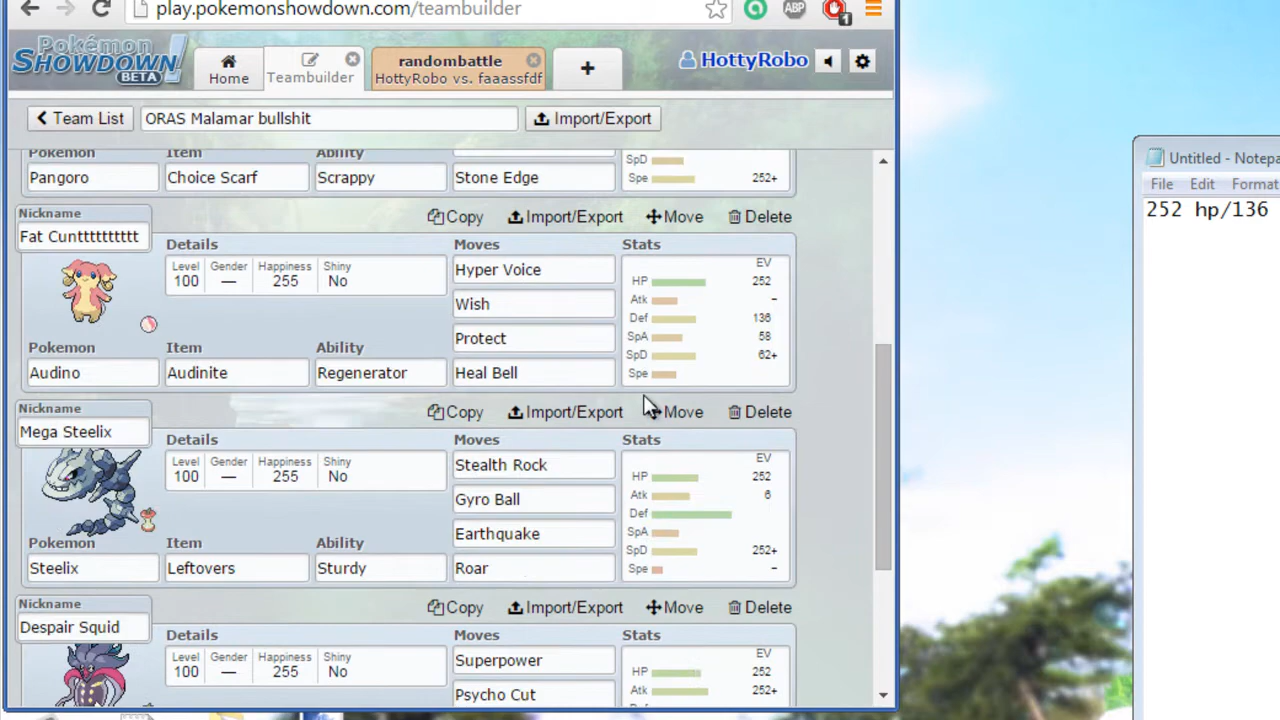 play.pokemonshowdown.com/teambuilder
ABP
1
Pokémon
SHOWDOWN!
BETA
Home
Teambuilder
randombattle
HottyRobo vs. faaassfdf
+
HottyRobo
Team List
ORAS Malamar bullshit
Import/Export
Pokemon Item Ability
Pangoro Choice Scarf Scrappy Stone Edge
SpD
Spe 252+
Nickname
Fat Cuntttttttttt
Copy Import/Export Move Delete
Details Moves Stats
Level Gender Happiness Shiny
100 — 255 No
Hyper Voice
Wish
Protect
Heal Bell
EV
HP 252
Atk –
Def 136
SpA 58
SpD 62+
Spe
Pokemon Item Ability
Audino Audinite Regenerator
Nickname
Mega Steelix
Copy Import/Export Move Delete
Details Moves Stats
Level Gender Happiness Shiny
100 — 255 No
Stealth Rock
Gyro Ball
Earthquake
Roar
EV
HP 252
Atk 6
Def
SpA
SpD 252+
Spe –
Pokemon Item Ability
Steelix Leftovers Sturdy
Nickname
Despair Squid
Copy Import/Export Move Delete
Details Moves Stats
Level Gender Happiness Shiny
100 — 255 No
Superpower
Psycho Cut
EV
HP 252
Atk 252+
Untitled - Notepa
File Edit Format
252 hp/136